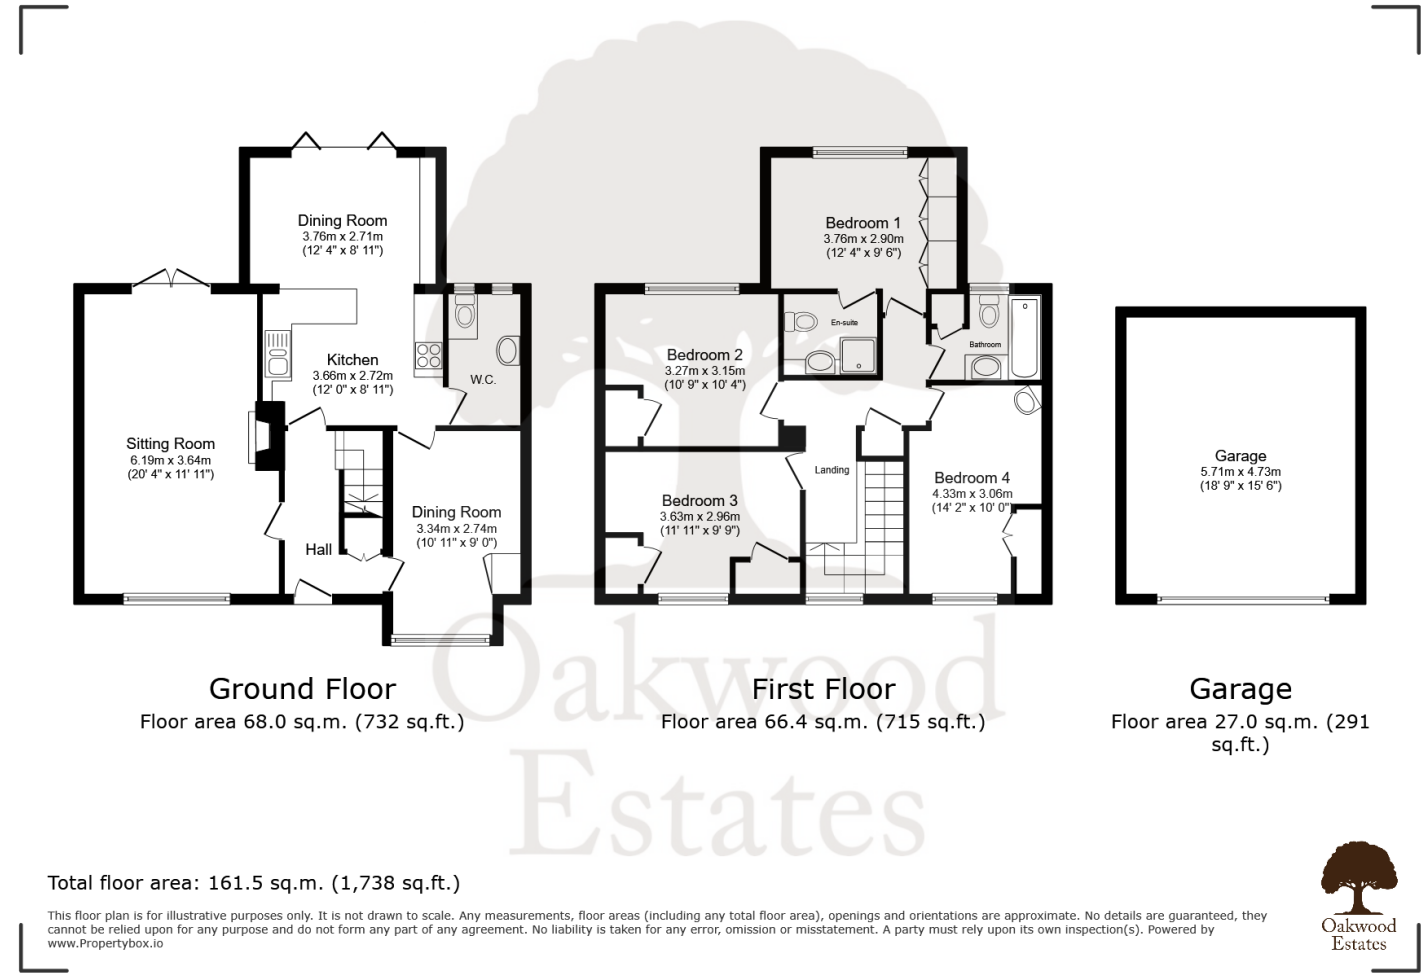 Dining Room
3.76m x 2.71m
(12' 4" x 8' 11")
Kitchen
3.66m x 2.72m
(12' 0" x 8' 11")
W.C.
Sitting Room
6.19m x 3.64m
(20' 4" x 11' 11")
Hall
Dining Room
3.34m x 2.74m
(10' 11" x 9' 0")
Ground Floor
Floor area 68.0 sq.m. (732 sq.ft.)
Bedroom 1
3.76m x 2.90m
(12' 4" x 9' 6")
En-suite
Bathroom
Bedroom 2
3.27m x 3.15m
(10' 9" x 10' 4")
Landing
Bedroom 3
3.63m x 2.96m
(11' 11" x 9' 9")
Bedroom 4
4.33m x 3.06m
(14' 2" x 10' 0")
First Floor
Floor area 66.4 sq.m. (715 sq.ft.)
Garage
5.71m x 4.73m
(18' 9" x 15' 6")
Garage
Floor area 27.0 sq.m. (291
sq.ft.)
Oakwood
Estates
Total floor area: 161.5 sq.m. (1,738 sq.ft.)
This floor plan is for illustrative purposes only. It is not drawn to scale. Any measurements, floor areas (including any total floor area), openings and orientations are approximate. No details are guaranteed, they
cannot be relied upon for any purpose and do not form any part of any agreement. No liability is taken for any error, omission or misstatement. A party must rely upon its own inspection(s). Powered by
www.Propertybox.io
Oakwood
Estates